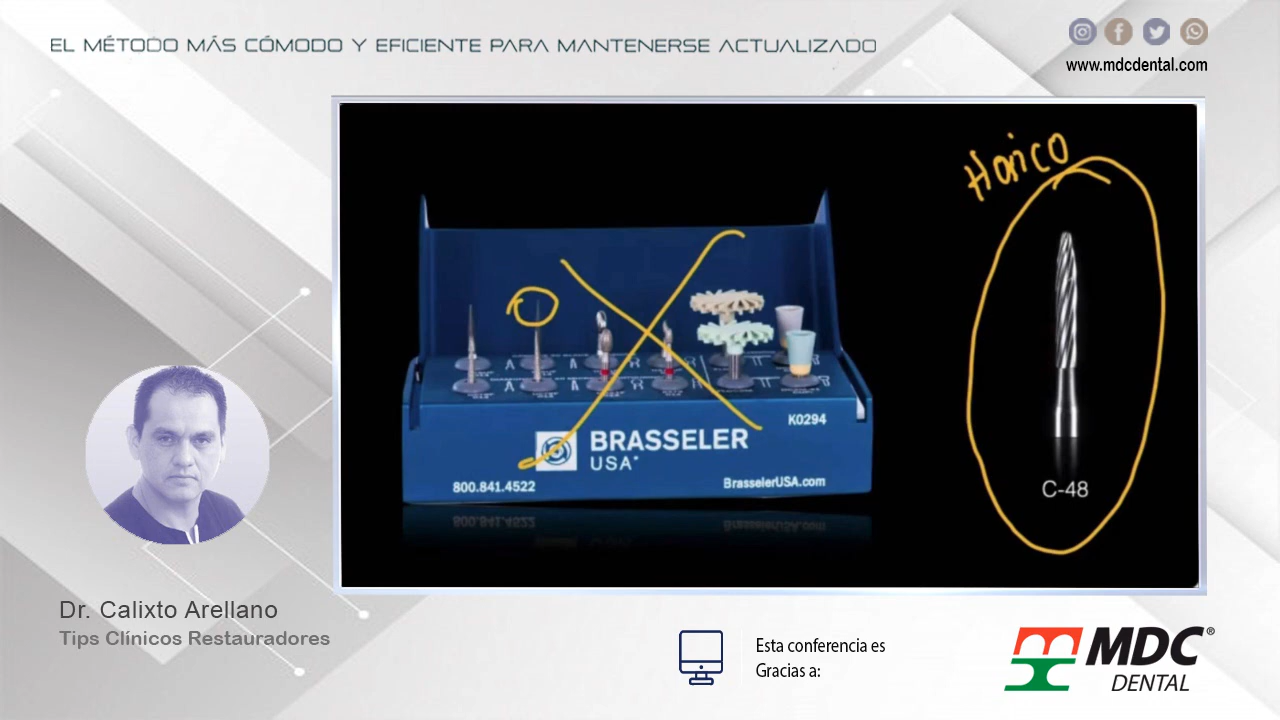 EL MÉTODO MÁS CÓMODO Y EFICIENTE PARA MANTENERSE ACTUALIZADO
www.mdcdental.com
Horico
K0294
BRASSELER
USA®
800.841.4522
BrasselerUSA.com
C-48
Dr. Calixto Arellano
Tips Clínicos Restauradores
Esta conferencia es
Gracias a:
MDC®
DENTAL